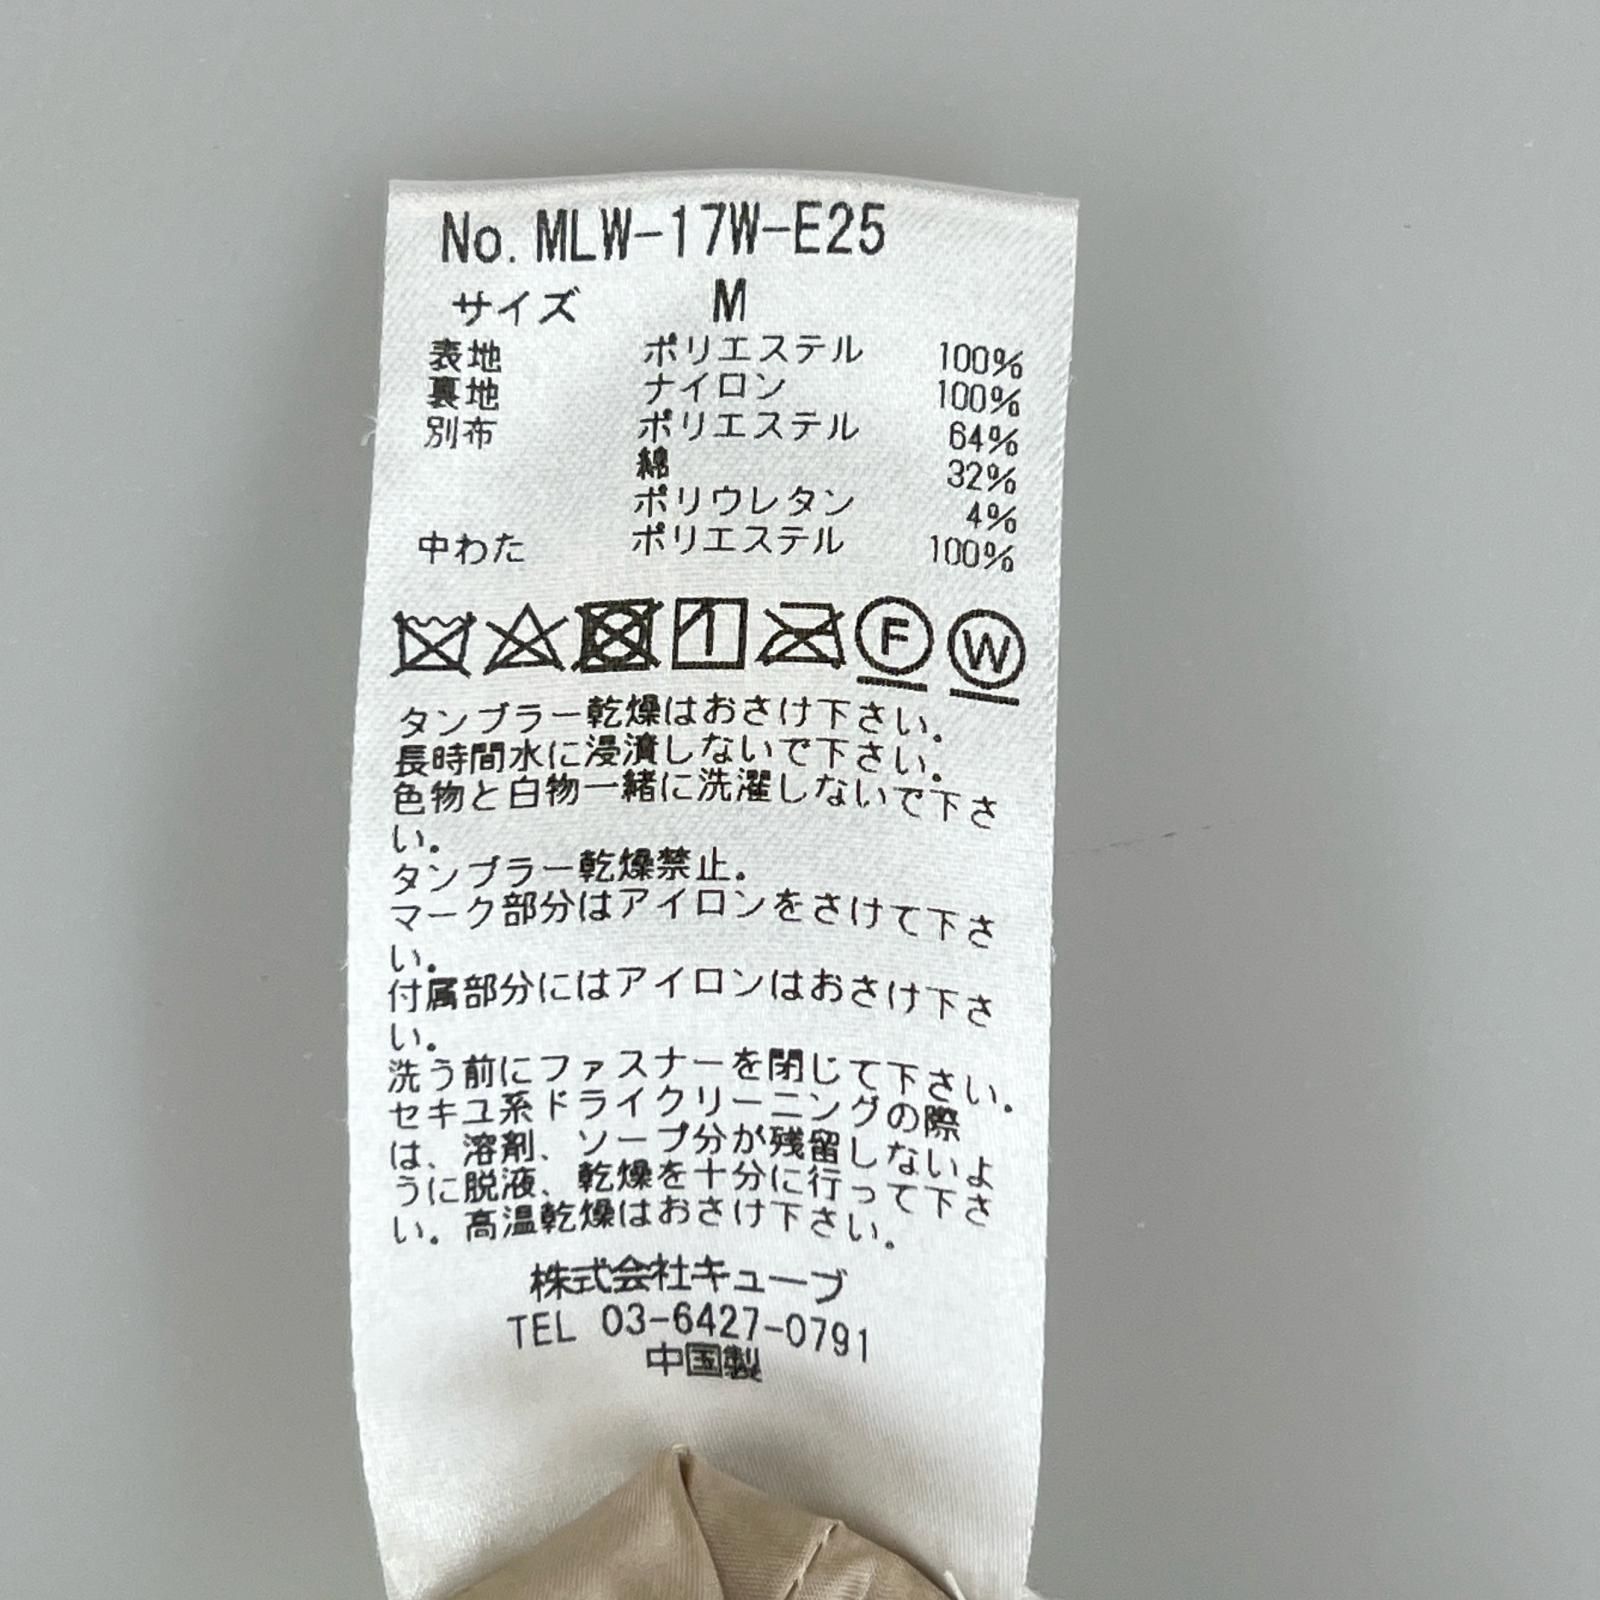 No. MLW-17W-E25
サイズ M
表地 ポリエステル 100%
裏地 ナイロン 100%
別布 ポリエステル 64%
綿 32%
ポリウレタン 4%
中わた ポリエステル 100%
F W
タンブラー乾燥はおさけ下さい。
長時間水に浸漬しないで下さい。
色物と白物一緒に洗濯しないで下さ
い。
タンブラー乾燥禁止。
マーク部分はアイロンをさけて下さ
い。
付属部分にはアイロンはおさけ下さ
い。
洗う前にファスナーを閉じて下さい。
セキユ系ドライクリーニングの際
は、溶剤、ソープ分が残留しないよ
うに脱液、乾燥を十分に行って下さ
い。高温乾燥はおさけ下さい。
株式会社キューブ
TEL 03-6427-0791
中国製